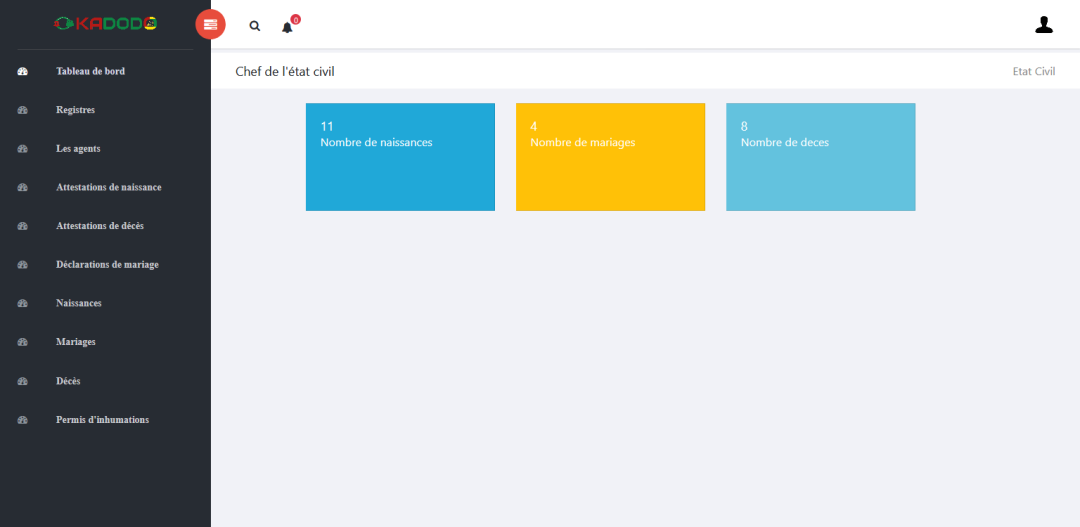 KADODO
0
Tableau de bord
Registres
Les agents
Attestations de naissance
Attestations de décès
Déclarations de mariage
Naissances
Mariages
Décès
Permis d'inhumations
Chef de l'état civil
Etat Civil
11
Nombre de naissances
4
Nombre de mariages
8
Nombre de deces